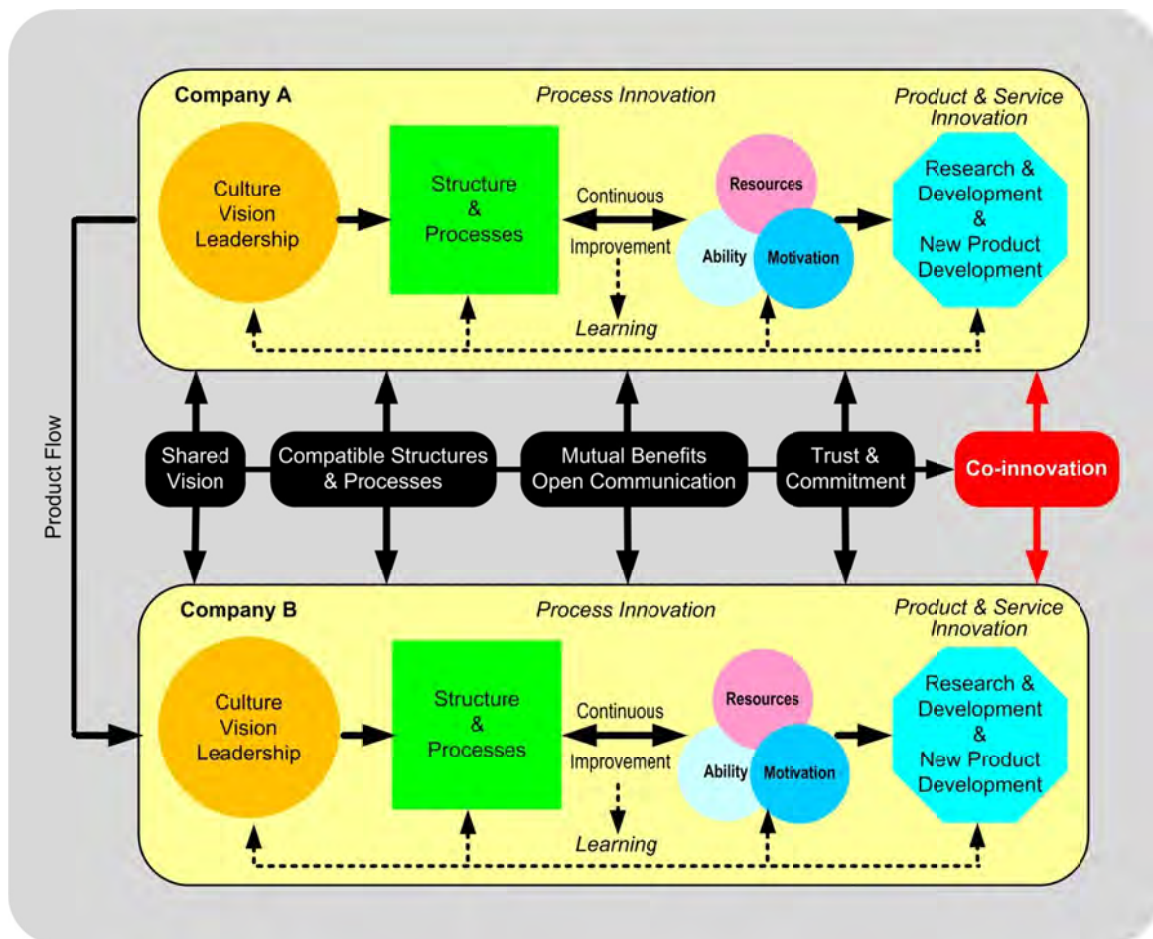 Company A
Process Innovation
Product & Service
Innovation
Culture
Vision
Leadership
Structure
&
Processes
Continuous
Improvement
Learning
Resources
Ability
Motivation
Research &
Development
&
New Product
Development
Product Flow
Shared
Vision
Compatible Structures
& Processes
Mutual Benefits
Open Communication
Trust &
Commitment
Co-innovation
Company B
Process Innovation
Product & Service
Innovation
Culture
Vision
Leadership
Structure
&
Processes
Continuous
Improvement
Learning
Resources
Ability
Motivation
Research &
Development
&
New Product
Development